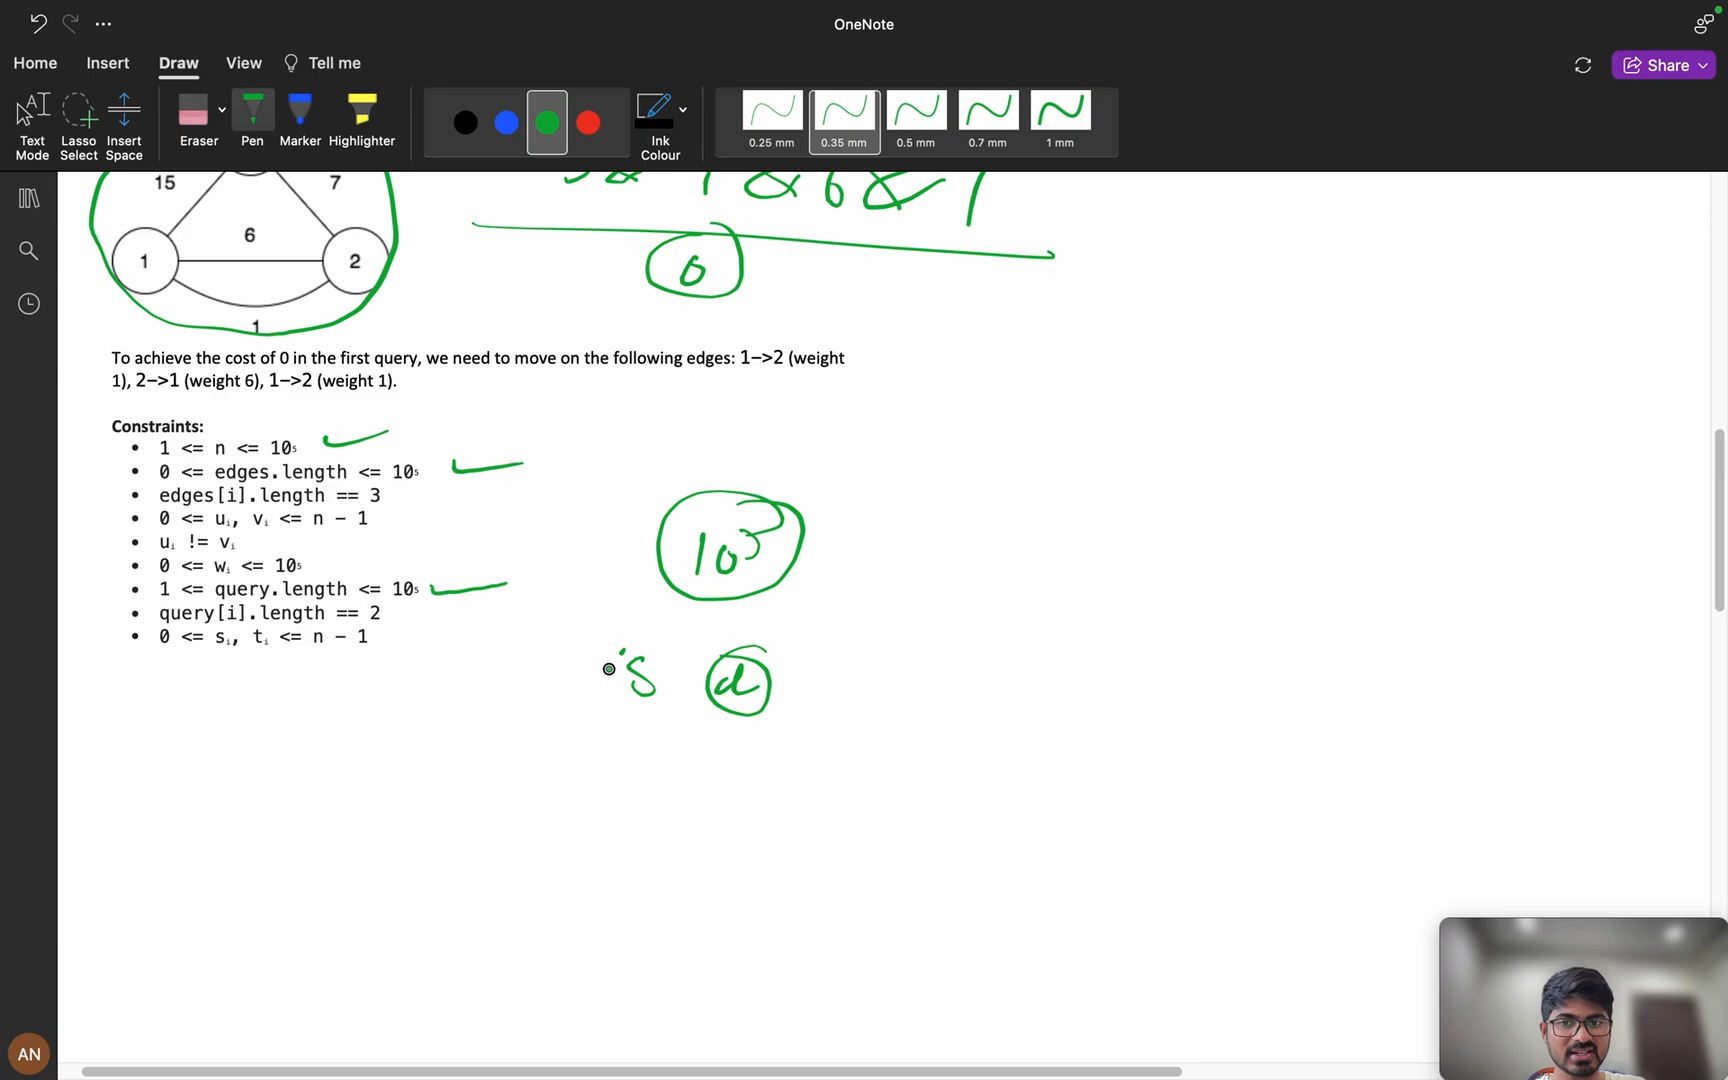 OneNote
Home Insert Draw View Tell me
Share
Text Mode
Lasso Select
Insert Space
Eraser
Pen
Marker
Highlighter
Ink Colour
0.25 mm
0.35 mm
0.5 mm
0.7 mm
1 mm
15
7
6
1
2
1
& 1 & 6 & 1
0
To achieve the cost of 0 in the first query, we need to move on the following edges: 1–>2 (weight
1), 2–>1 (weight 6), 1–>2 (weight 1).
Constraints:
• 1 <= n <= 10⁵
• 0 <= edges.length <= 10⁵
• edges[i].length == 3
• 0 <= uᵢ, vᵢ <= n - 1
• uᵢ != vᵢ
• 0 <= wᵢ <= 10⁵
• 1 <= query.length <= 10⁵
• query[i].length == 2
• 0 <= sᵢ, tᵢ <= n - 1
10⁵
s d
AN